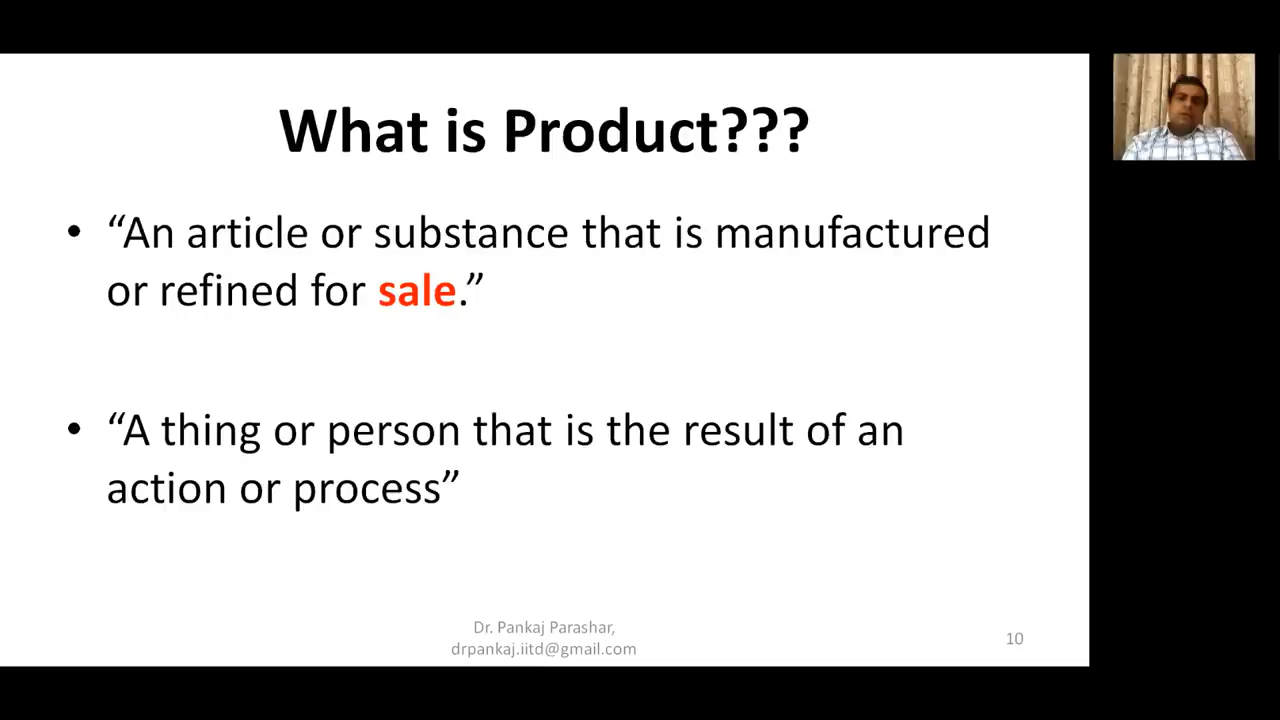 What is Product???
• “An article or substance that is manufactured
or refined for sale.”
• “A thing or person that is the result of an
action or process”
Dr. Pankaj Parashar,
drpankaj.iitd@gmail.com
10